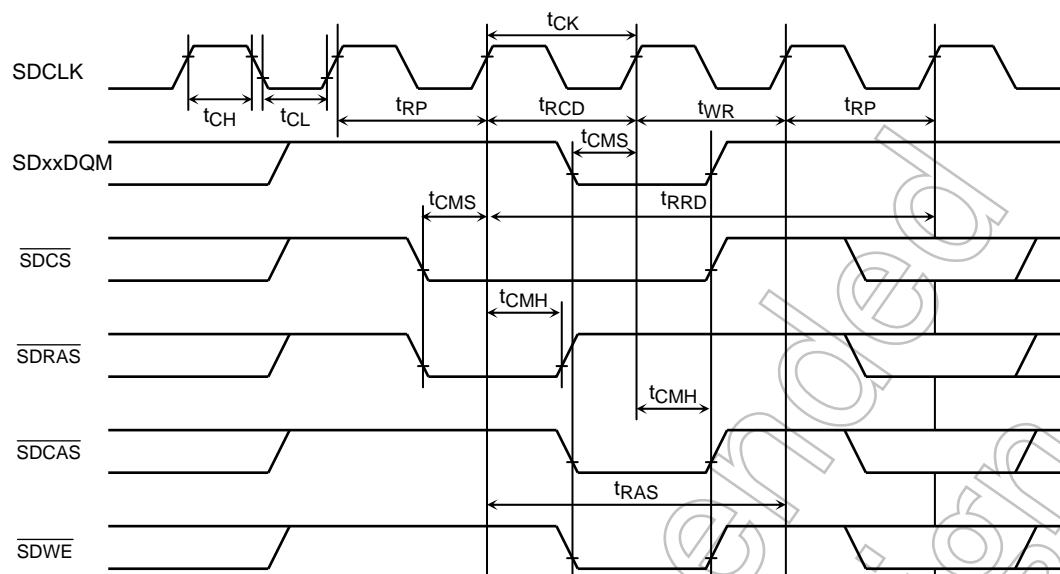 tCK
SDCLK
tCH
tCL
tRP
tRCD
tWR
tRP
tCMS
SDxxDQM
tCMS
tRRD
SDCS
tCMH
SDRAS
tCMH
SDCAS
tRAS
SDWE